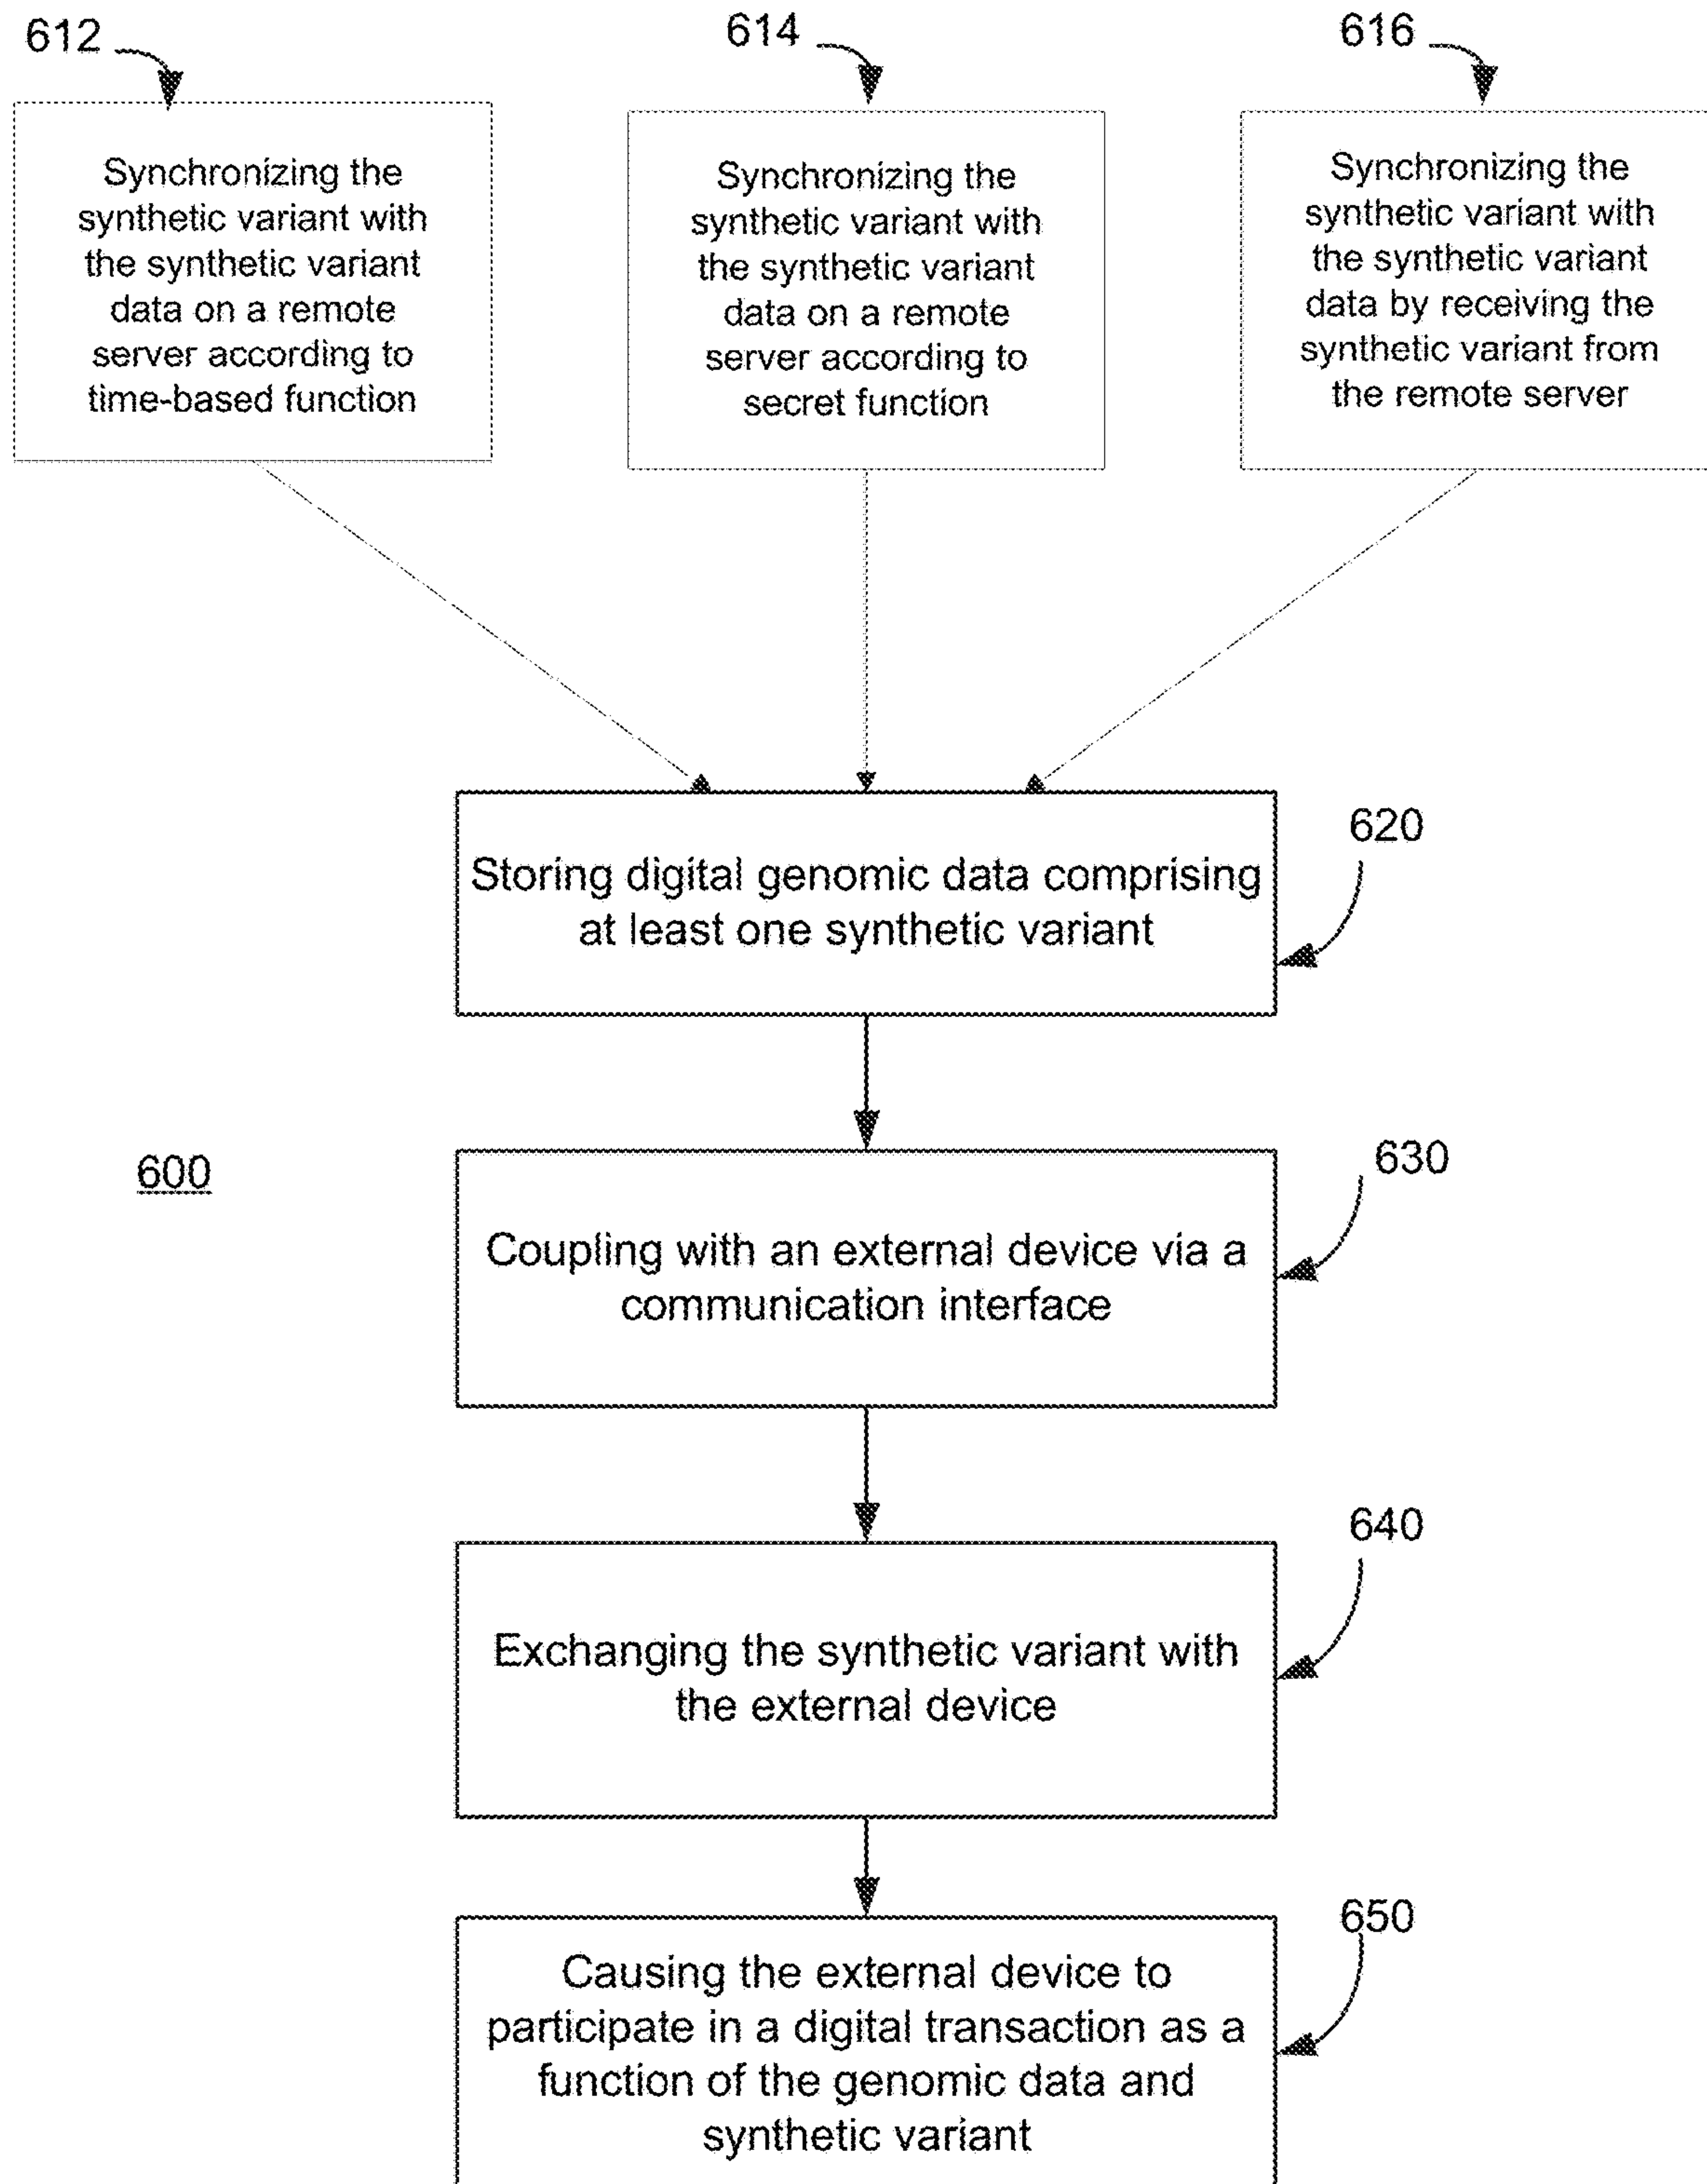 612
614
616
Synchronizing the
synthetic variant with
the synthetic variant
data on a remote
server according to
time-based function
Synchronizing the
synthetic variant with
the synthetic variant
data on a remote
server according to
secret function
Synchronizing the
synthetic variant with
the synthetic variant
data by receiving the
synthetic variant from
the remote server
620
Storing digital genomic data comprising
at least one synthetic variant
600
630
Coupling with an external device via a
communication interface
640
Exchanging the synthetic variant with
the external device
650
Causing the external device to
participate in a digital transaction as a
function of the genomic data and
synthetic variant